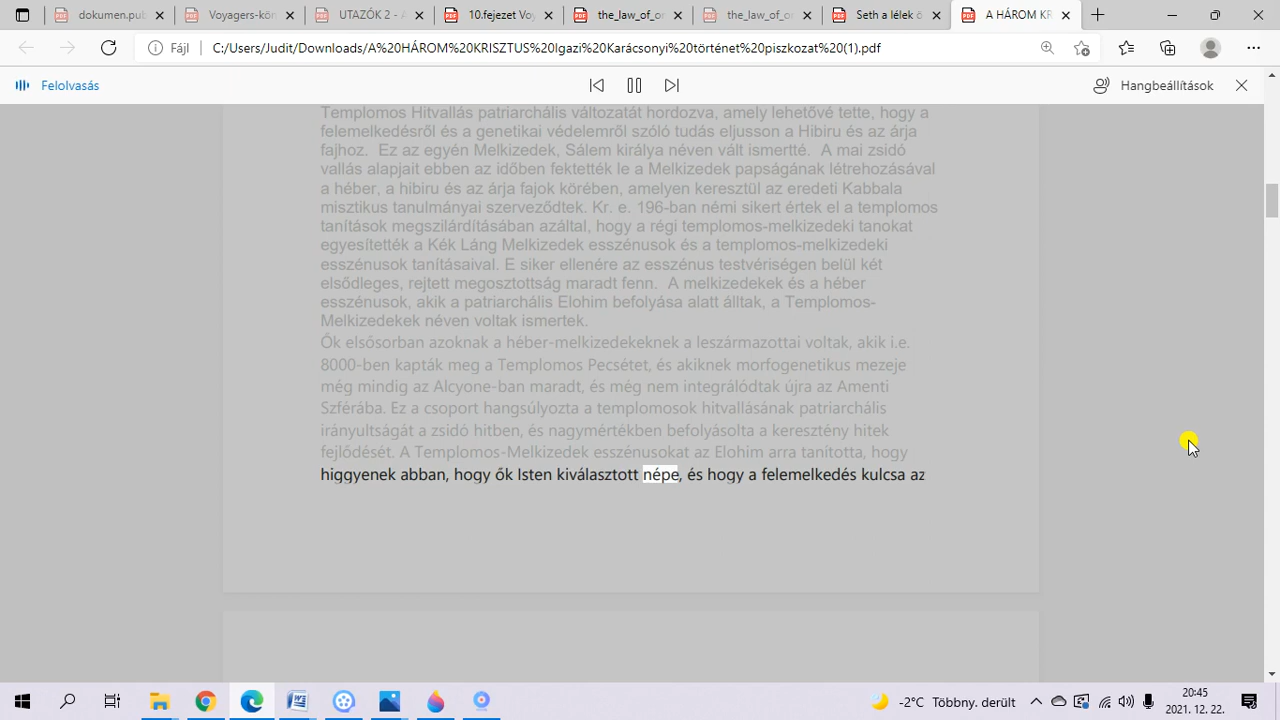 dokumen.pub
Voyagers-kör
UTAZÓK 2 - A
10.fejezet Voy
the_law_of_or
the_law_of_or
Seth a lélek ö
A HÁROM KR
Fájl
C:/Users/Judit/Downloads/A%20HÁROM%20KRISZTUS%20Igazi%20Karácsonyi%20történet%20piszkozat%20(1).pdf
Felolvasás
Hangbeállítások
Templomos Hitvallás patriarchális változatát hordozva, amely lehetővé tette, hogy a
felemelkedésről és a genetikai védelemről szóló tudás eljusson a Hibiru és az árja
fajhoz. Ez az egyén Melkizedek, Sálem királya néven vált ismertté. A mai zsidó
vallás alapjait ebben az időben fektették le a Melkizedek papságának létrehozásával
a héber, a hibiru és az árja fajok körében, amelyen keresztül az eredeti Kabbala
misztikus tanulmányai szerveződtek. Kr. e. 196-ban némi sikert értek el a templomos
tanítások megszilárdításában azáltal, hogy a régi templomos-melkizedeki tanokat
egyesítették a Kék Láng Melkizedek esszénusok és a templomos-melkizedeki
esszénusok tanításaival. E siker ellenére az esszénus testvériségen belül két
elsődleges, rejtett megosztottság maradt fenn. A melkizedekek és a héber
esszénusok, akik a patriarchális Elohim befolyása alatt álltak, a Templomos-
Melkizedekek néven voltak ismertek.
Ők elsősorban azoknak a héber-melkizedekeknek a leszármazottai voltak, akik i.e.
8000-ben kapták meg a Templomos Pecsétet, és akiknek morfogenetikus mezeje
még mindig az Alcyone-ban maradt, és még nem integrálódtak újra az Amenti
Szférába. Ez a csoport hangsúlyozta a templomosok hitvallásának patriarchális
irányultságát a zsidó hitben, és nagymértékben befolyásolta a keresztény hitek
fejlődését. A Templomos-Melkizedek esszénusokat az Elohim arra tanította, hogy
higgyenek abban, hogy ők Isten kiválasztott népe, és hogy a felemelkedés kulcsa az
-2°C Többny. derült
20:45
2021. 12. 22.